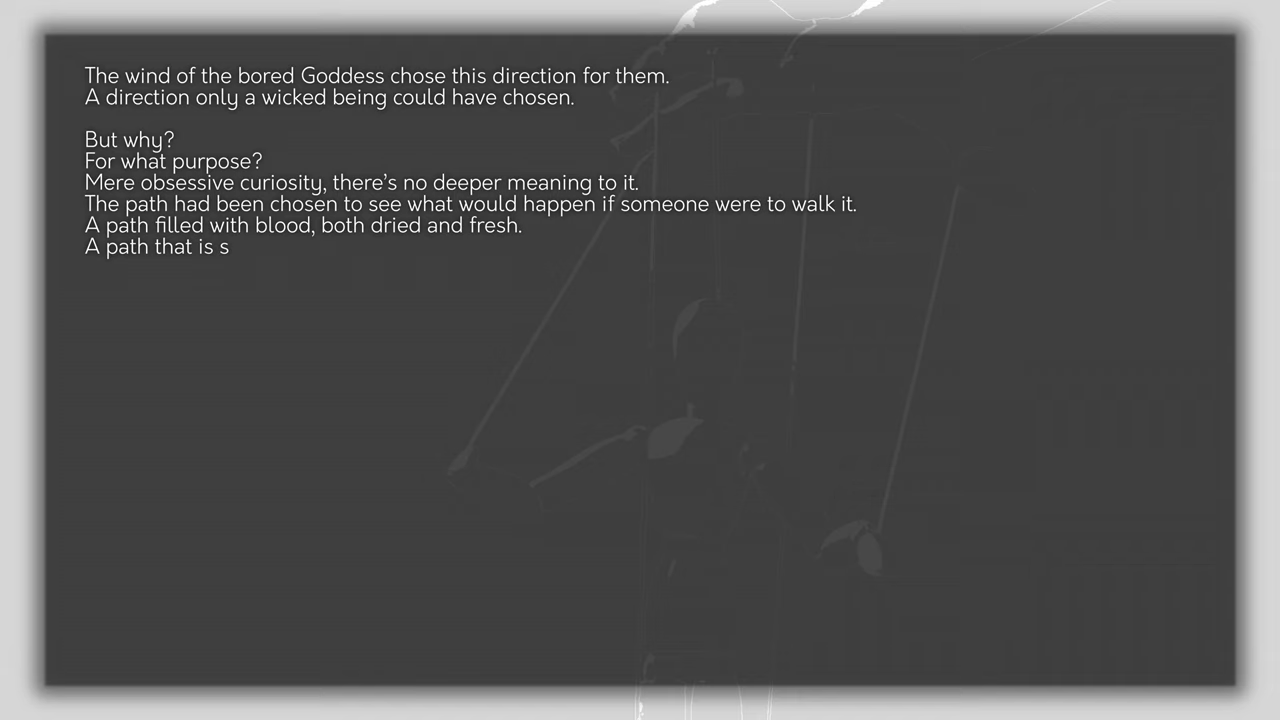 The wind of the bored Goddess chose this direction for them.
A direction only a wicked being could have chosen.
But why?
For what purpose?
Mere obsessive curiosity, there's no deeper meaning to it.
The path had been chosen to see what would happen if someone were to walk it.
A path filled with blood, both dried and fresh.
A path that is s